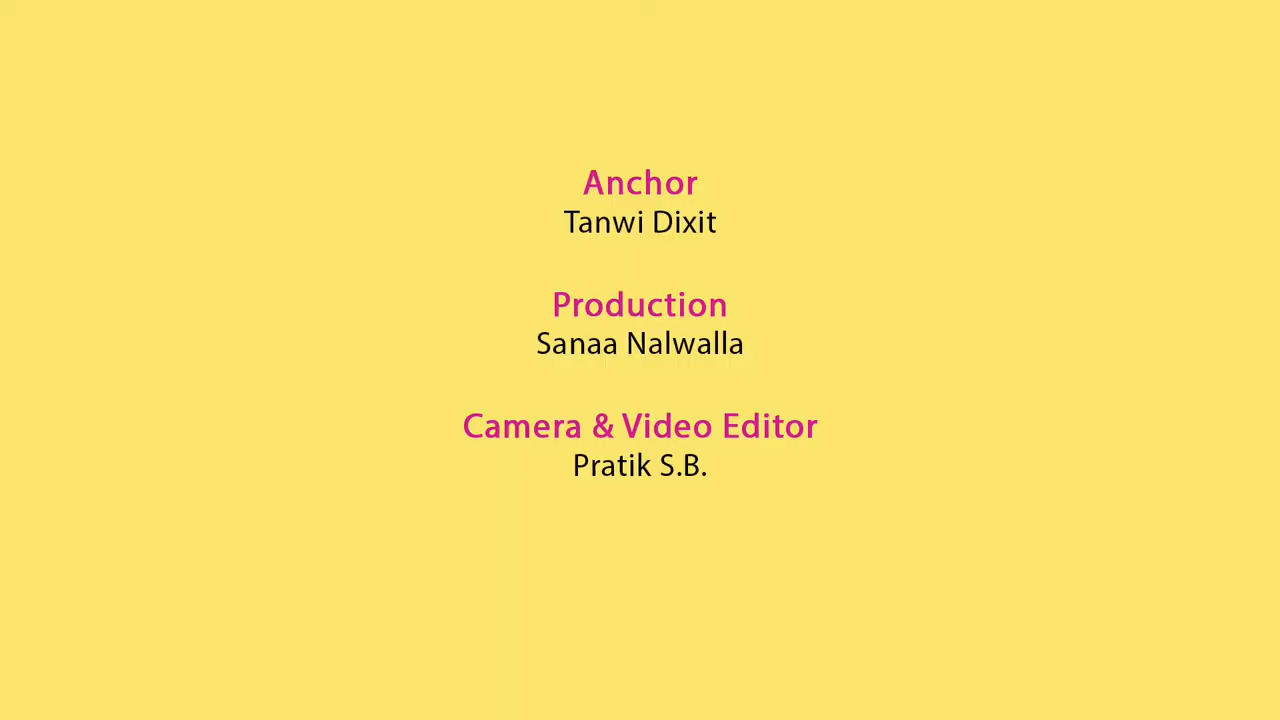 Anchor
Tanwi Dixit
Production
Sanaa Nalwalla
Camera & Video Editor
Pratik S.B.